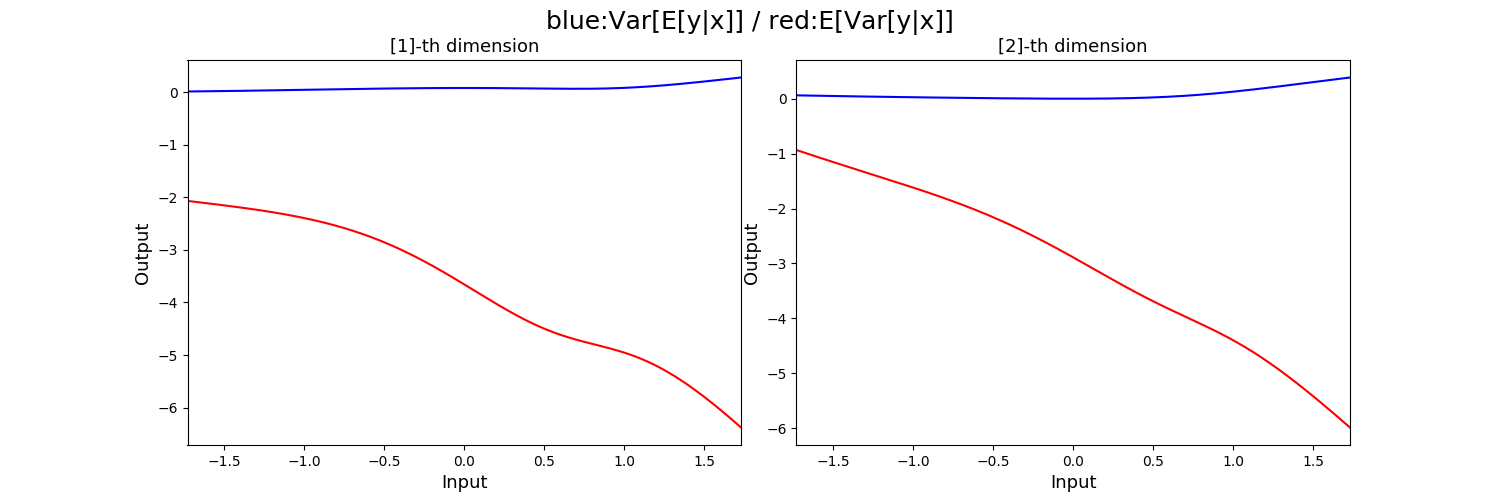 blue:Var[E[y|x]] / red:E[Var[y|x]]
[1]-th dimension
Output
0
−1
−2
−3
−4
−5
−6
−1.5 −1.0 −0.5 0.0 0.5 1.0 1.5
Input
[2]-th dimension
Output
0
−1
−2
−3
−4
−5
−6
−1.5 −1.0 −0.5 0.0 0.5 1.0 1.5
Input